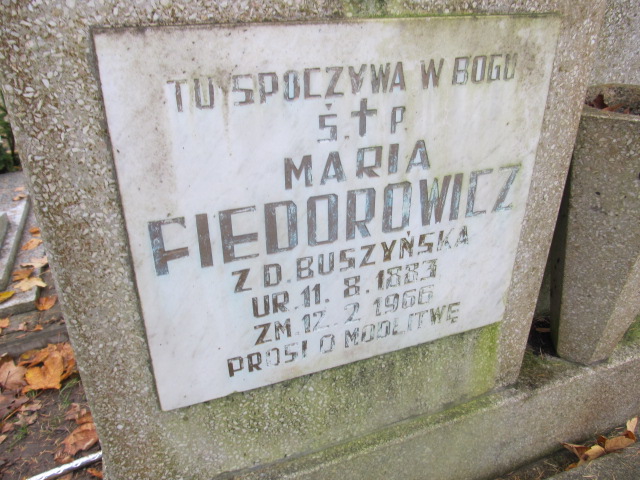 TU SPOCZYWA W BOGU
Ś.✝P.
MARIA
FIEDOROWICZ
Z D. BUSZYŃSKA
UR. 11. 8. 1883
ZM. 12. 2. 1966
PROSI O MODLITWĘ